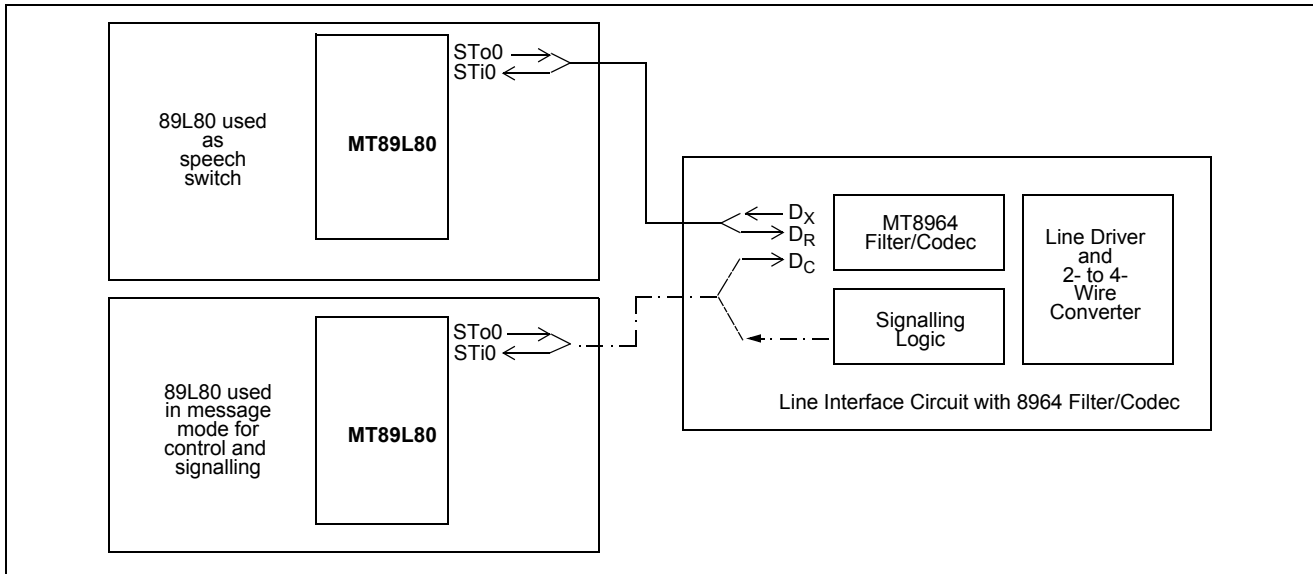 STo0
STi0
89L80 used
as
speech
switch
MT89L80
STo0
STi0
89L80 used
in message
mode for
control and
signalling
MT89L80
DX
DR
DC
MT8964
Filter/Codec
Signalling
Logic
Line Driver
and
2- to 4-
Wire
Converter
Line Interface Circuit with 8964 Filter/Codec